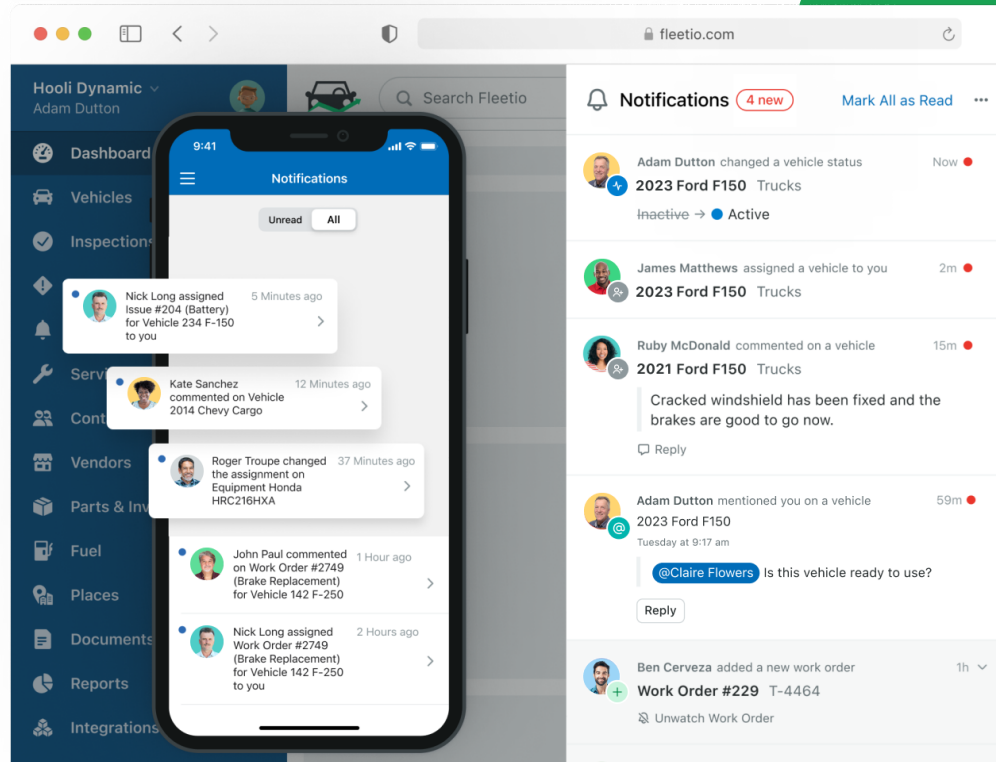 fleetio.com
Hooli Dynamic
Adam Dutton
Dashboard
Vehicles
Inspections
Vendors
Fuel
Places
Documents
Reports
Integrations
Search Fleetio
9:41
Notifications
Unread
All
Nick Long assigned
Issue #204 (Battery)
for Vehicle 234 F-150
to you
5 Minutes ago
Kate Sanchez
commented on Vehicle
2014 Chevy Cargo
12 Minutes ago
Roger Troupe changed
the assignment on
Equipment Honda
HRC216HXA
37 Minutes ago
John Paul commented
on Work Order #2749
(Brake Replacement)
for Vehicle 142 F-250
1 Hour ago
Nick Long assigned
Work Order #2749
(Brake Replacement)
for Vehicle 142 F-250
to you
2 Hours ago
Notifications
4 new
Mark All as Read
Adam Dutton changed a vehicle status
Now
2023 Ford F150 Trucks
Inactive → Active
James Matthews assigned a vehicle to you
2m
2023 Ford F150 Trucks
Ruby McDonald commented on a vehicle
15m
2021 Ford F150 Trucks
Cracked windshield has been fixed and the
brakes are good to go now.
Reply
Adam Dutton mentioned you on a vehicle
59m
2023 Ford F150
Tuesday at 9:17 am
@Claire Flowers Is this vehicle ready to use?
Reply
Ben Cerveza added a new work order
1h
Work Order #229 T-4464
Unwatch Work Order